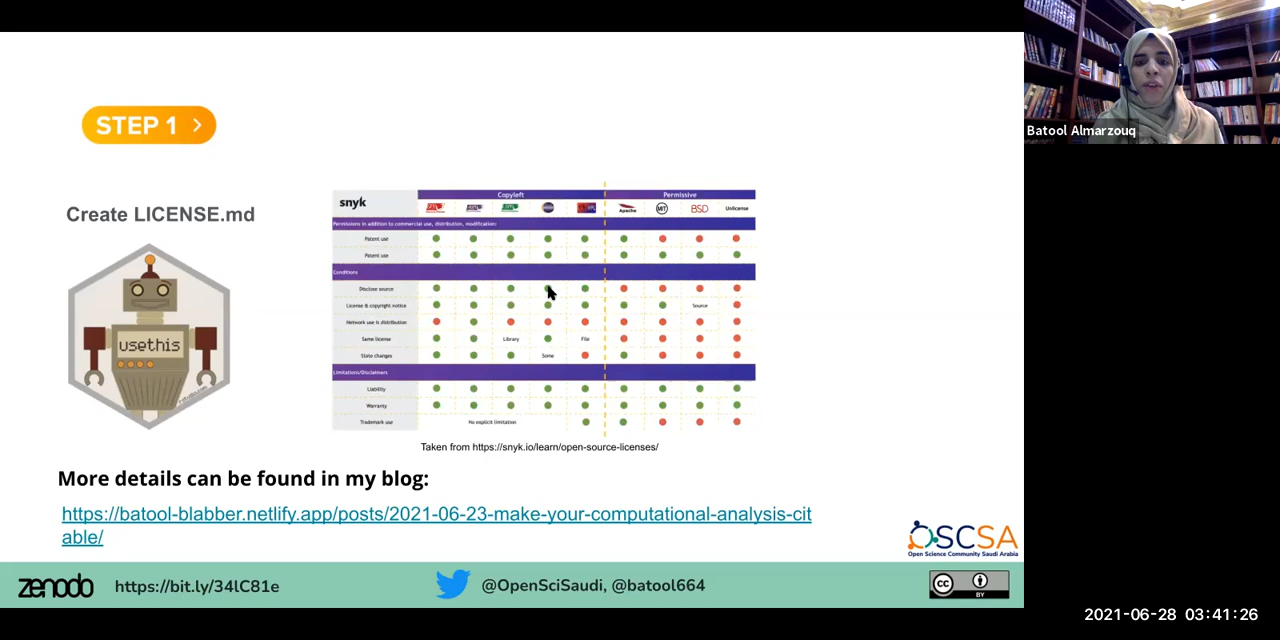 Batool Almarzouq
STEP 1 >
Create LICENSE.md
usethis
snyk
Copyleft
Permissive
Apache
MIT
BSD
Unlicense
Permissions in addition to commercial use, distribution, modification:
Patent use
Patent use
Conditions
Disclose source
License & copyright notice
Source
Network use is distribution
Same license
Library
File
State changes
Some
Limitations/Disclaimers
Liability
Warranty
Trademark use
No explicit limitation
Taken from https://snyk.io/learn/open-source-licenses/
More details can be found in my blog:
https://batool-blabber.netlify.app/posts/2021-06-23-make-your-computational-analysis-cit
able/
OSCSA
Open Science Community Saudi Arabia
zenodo
https://bit.ly/34lC81e
@OpenSciSaudi, @batool664
cc
BY
2021-06-28 03:41:26